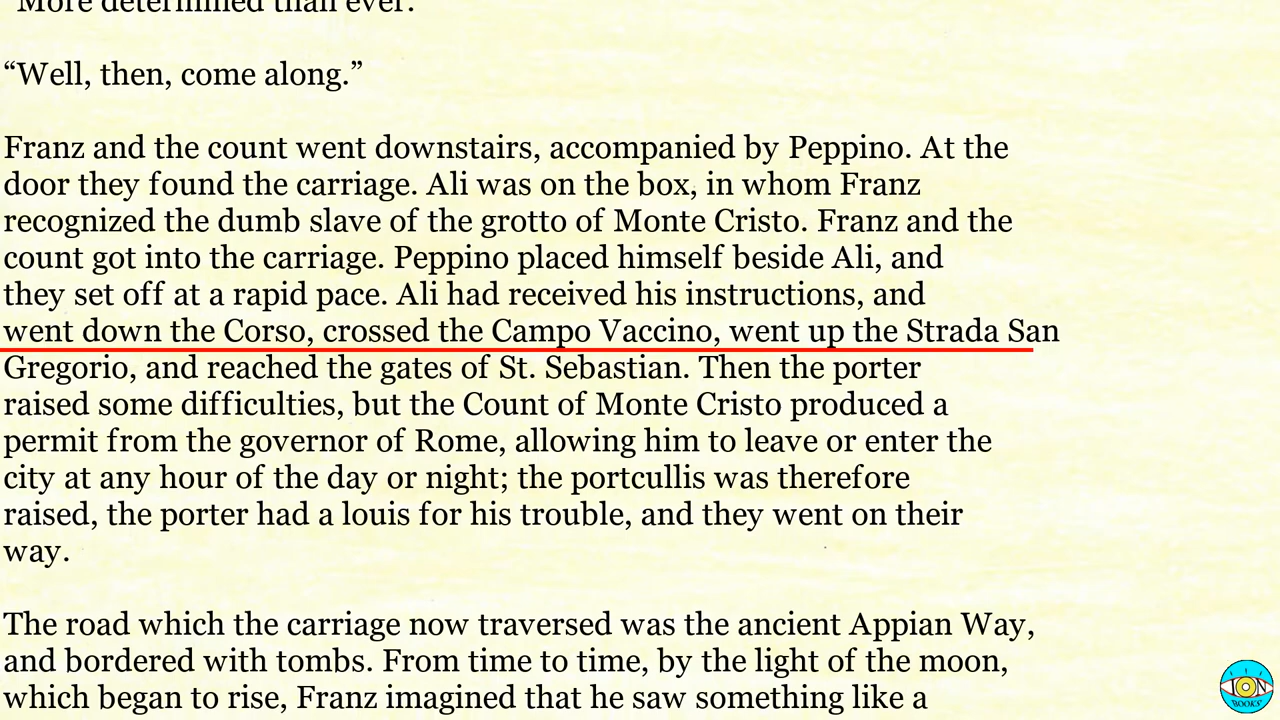 "More determined than ever."
“Well, then, come along.”
Franz and the count went downstairs, accompanied by Peppino. At the
door they found the carriage. Ali was on the box, in whom Franz
recognized the dumb slave of the grotto of Monte Cristo. Franz and the
count got into the carriage. Peppino placed himself beside Ali, and
they set off at a rapid pace. Ali had received his instructions, and
went down the Corso, crossed the Campo Vaccino, went up the Strada San
Gregorio, and reached the gates of St. Sebastian. Then the porter
raised some difficulties, but the Count of Monte Cristo produced a
permit from the governor of Rome, allowing him to leave or enter the
city at any hour of the day or night; the portcullis was therefore
raised, the porter had a louis for his trouble, and they went on their
way.
The road which the carriage now traversed was the ancient Appian Way,
and bordered with tombs. From time to time, by the light of the moon,
which began to rise, Franz imagined that he saw something like a
ION
BOOKS